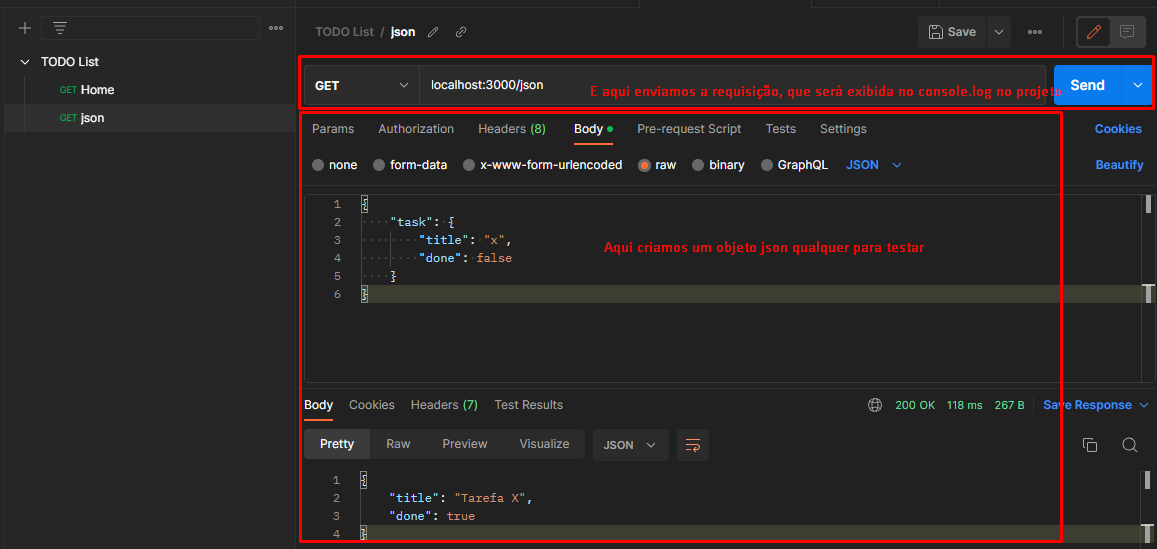 TODO List / json
Save
TODO List
GET Home
GET json
GET localhost:3000/json
E aqui enviamos a requisição, que será exibida no console.log no projeto
Send
Params Authorization Headers (8) Body Pre-request Script Tests Settings Cookies
none form-data x-www-form-urlencoded raw binary GraphQL JSON Beautify
1 {
2 "task": {
3 "title": "x",
4 "done": false
5 }
6 }
Aqui criamos um objeto json qualquer para testar
Body Cookies Headers (7) Test Results 200 OK 118 ms 267 B Save Response
Pretty Raw Preview Visualize JSON
1 {
2 "title": "Tarefa X",
3 "done": true
4 }